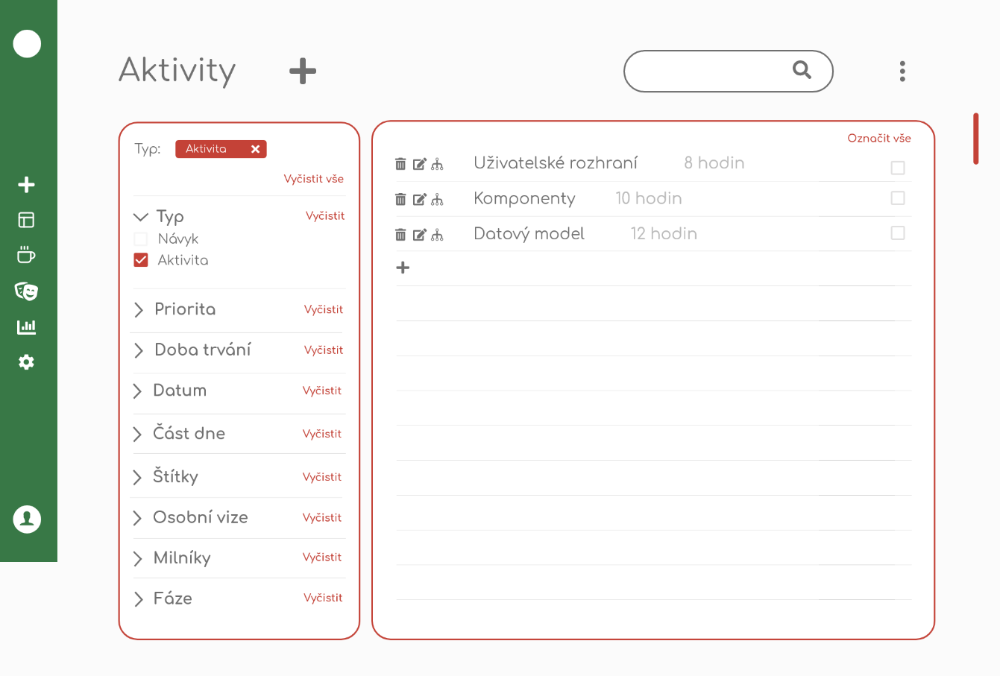 Aktivity
Typ: Aktivita
Vyčistit vše
Typ Vyčistit
Návyk
Aktivita
Priorita Vyčistit
Doba trvání Vyčistit
Datum Vyčistit
Část dne Vyčistit
Štítky Vyčistit
Osobní vize Vyčistit
Milníky Vyčistit
Fáze Vyčistit
Označit vše
Uživatelské rozhraní 8 hodin
Komponenty 10 hodin
Datový model 12 hodin